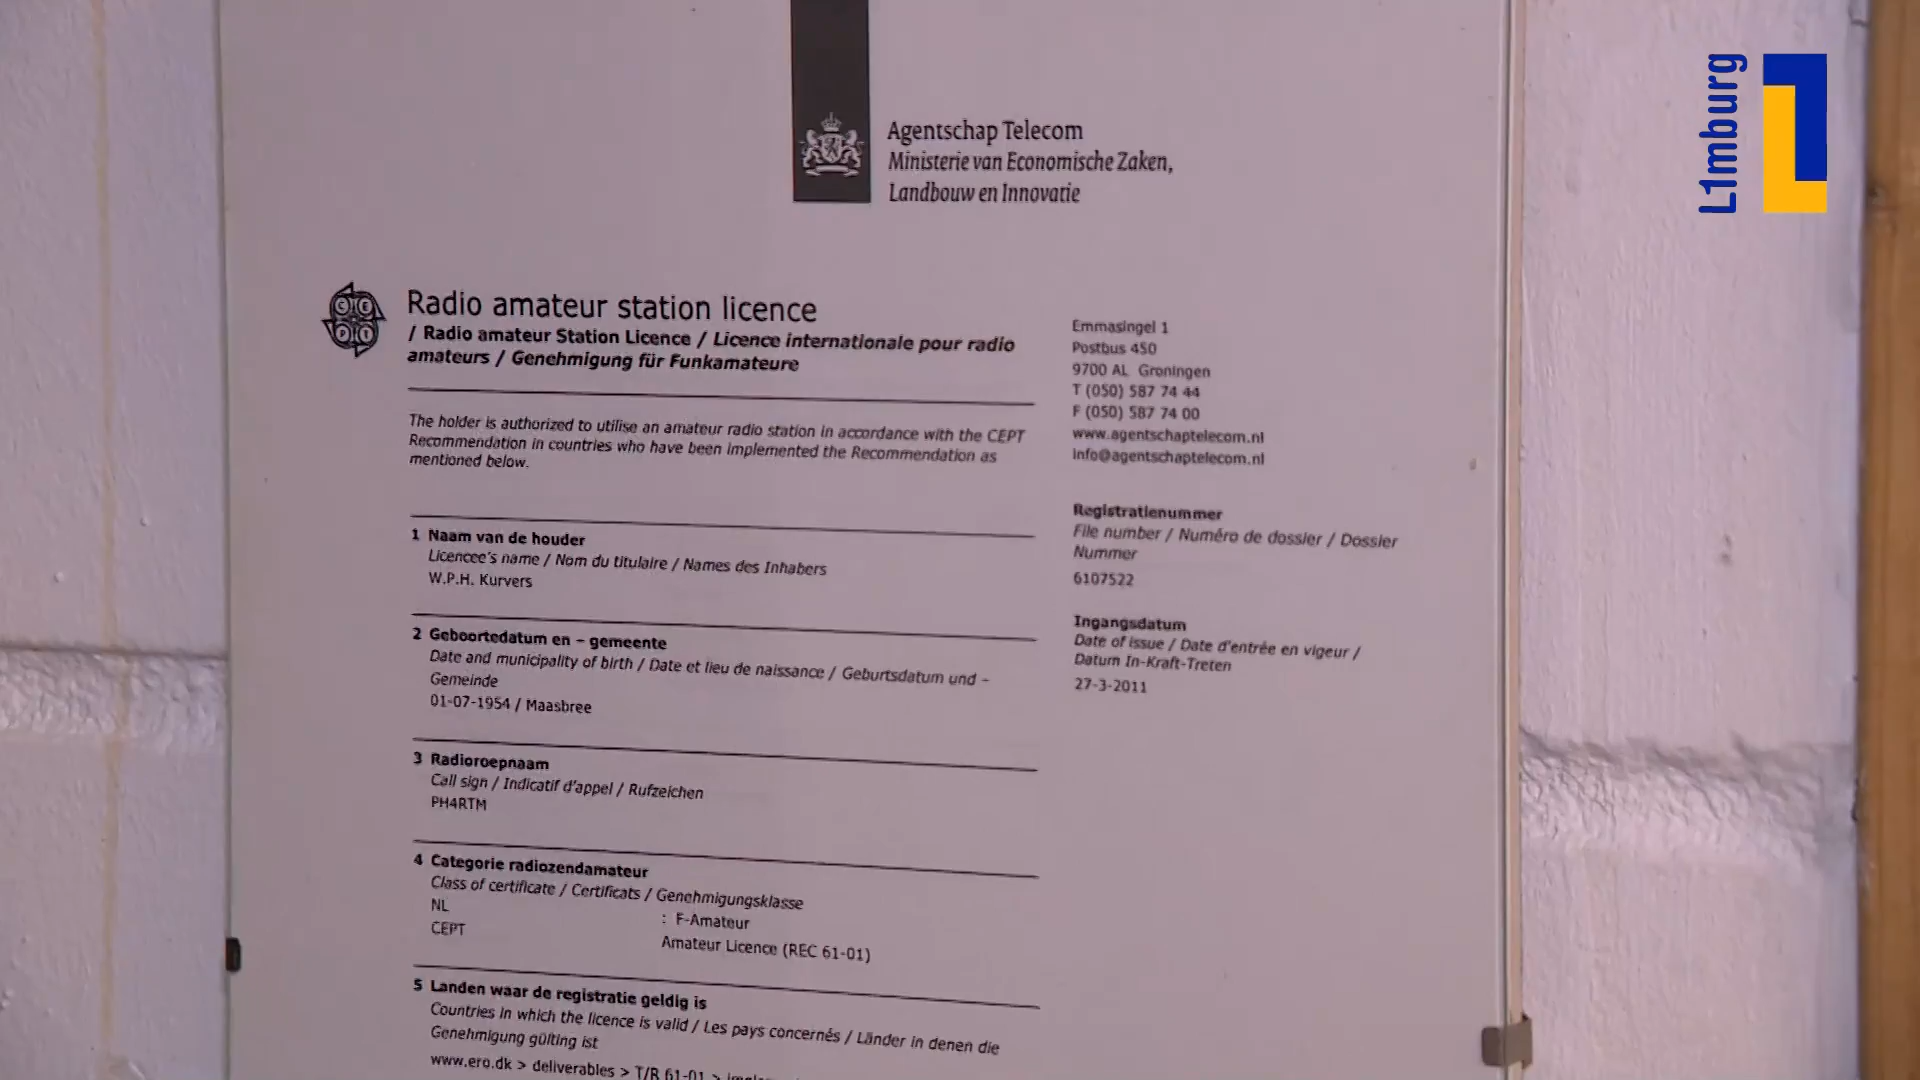 L1mburg
Agentschap Telecom
Ministerie van Economische Zaken,
Landbouw en Innovatie
CEPT
Radio amateur station licence
/ Radio amateur Station Licence / Licence internationale pour radio
amateurs / Genehmigung für Funkamateure
The holder is authorized to utilise an amateur radio station in accordance with the CEPT
Recommendation in countries who have been implemented the Recommendation as
mentioned below.
1 Naam van de houder
Licencee's name / Nom du titulaire / Names des Inhabers
W.P.H. Kurvers
2 Geboortedatum en – gemeente
Date and municipality of birth / Date et lieu de naissance / Geburtsdatum und –
Gemeinde
01-07-1954 / Maasbree
3 Radioroepnaam
Call sign / Indicatif d'appel / Rufzeichen
PH4RTM
4 Categorie radiozendamateur
Class of certificate / Certificats / Genehmigungsklasse
NL : F-Amateur
CEPT Amateur Licence (REC 61-01)
5 Landen waar de registratie geldig is
Countries in which the licence is valid / Les pays concernés / Länder in denen die
Genehmigung gülting ist
www.ero.dk > deliverables > T/R 61-01 >
Emmasingel 1
Postbus 450
9700 AL Groningen
T (050) 587 74 44
F (050) 587 74 00
www.agentschaptelecom.nl
info@agentschaptelecom.nl
Registratienummer
File number / Numéro de dossier / Dossier
Nummer
6107522
Ingangsdatum
Date of issue / Date d'entrée en vigeur /
Datum In-Kraft-Treten
27-3-2011